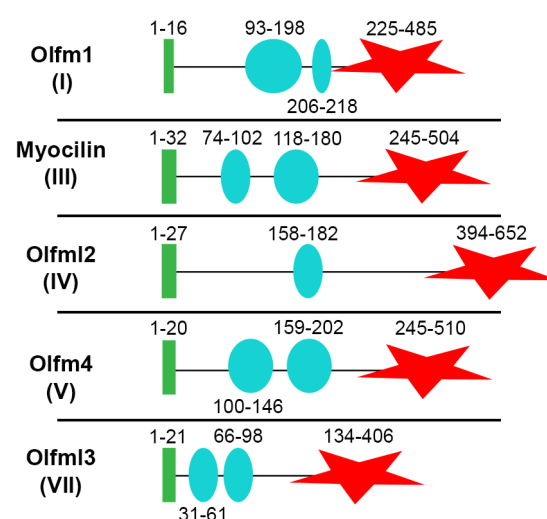 1-16 93-198 225-485
Olfm1
(I)
206-218
1-32 74-102 118-180 245-504
Myocilin
(III)
1-27 158-182 394-652
Olfml2
(IV)
1-20 159-202 245-510
Olfm4
(V)
100-146
1-21 66-98 134-406
Olfml3
(VII)
31-61